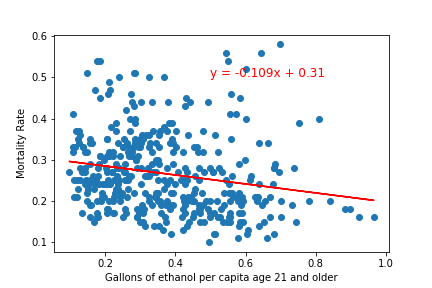 0.6
0.5
0.4
0.3
0.2
0.1
Mortality Rate
y = -0.109x + 0.31
0.2 0.4 0.6 0.8 1.0
Gallons of ethanol per capita age 21 and older